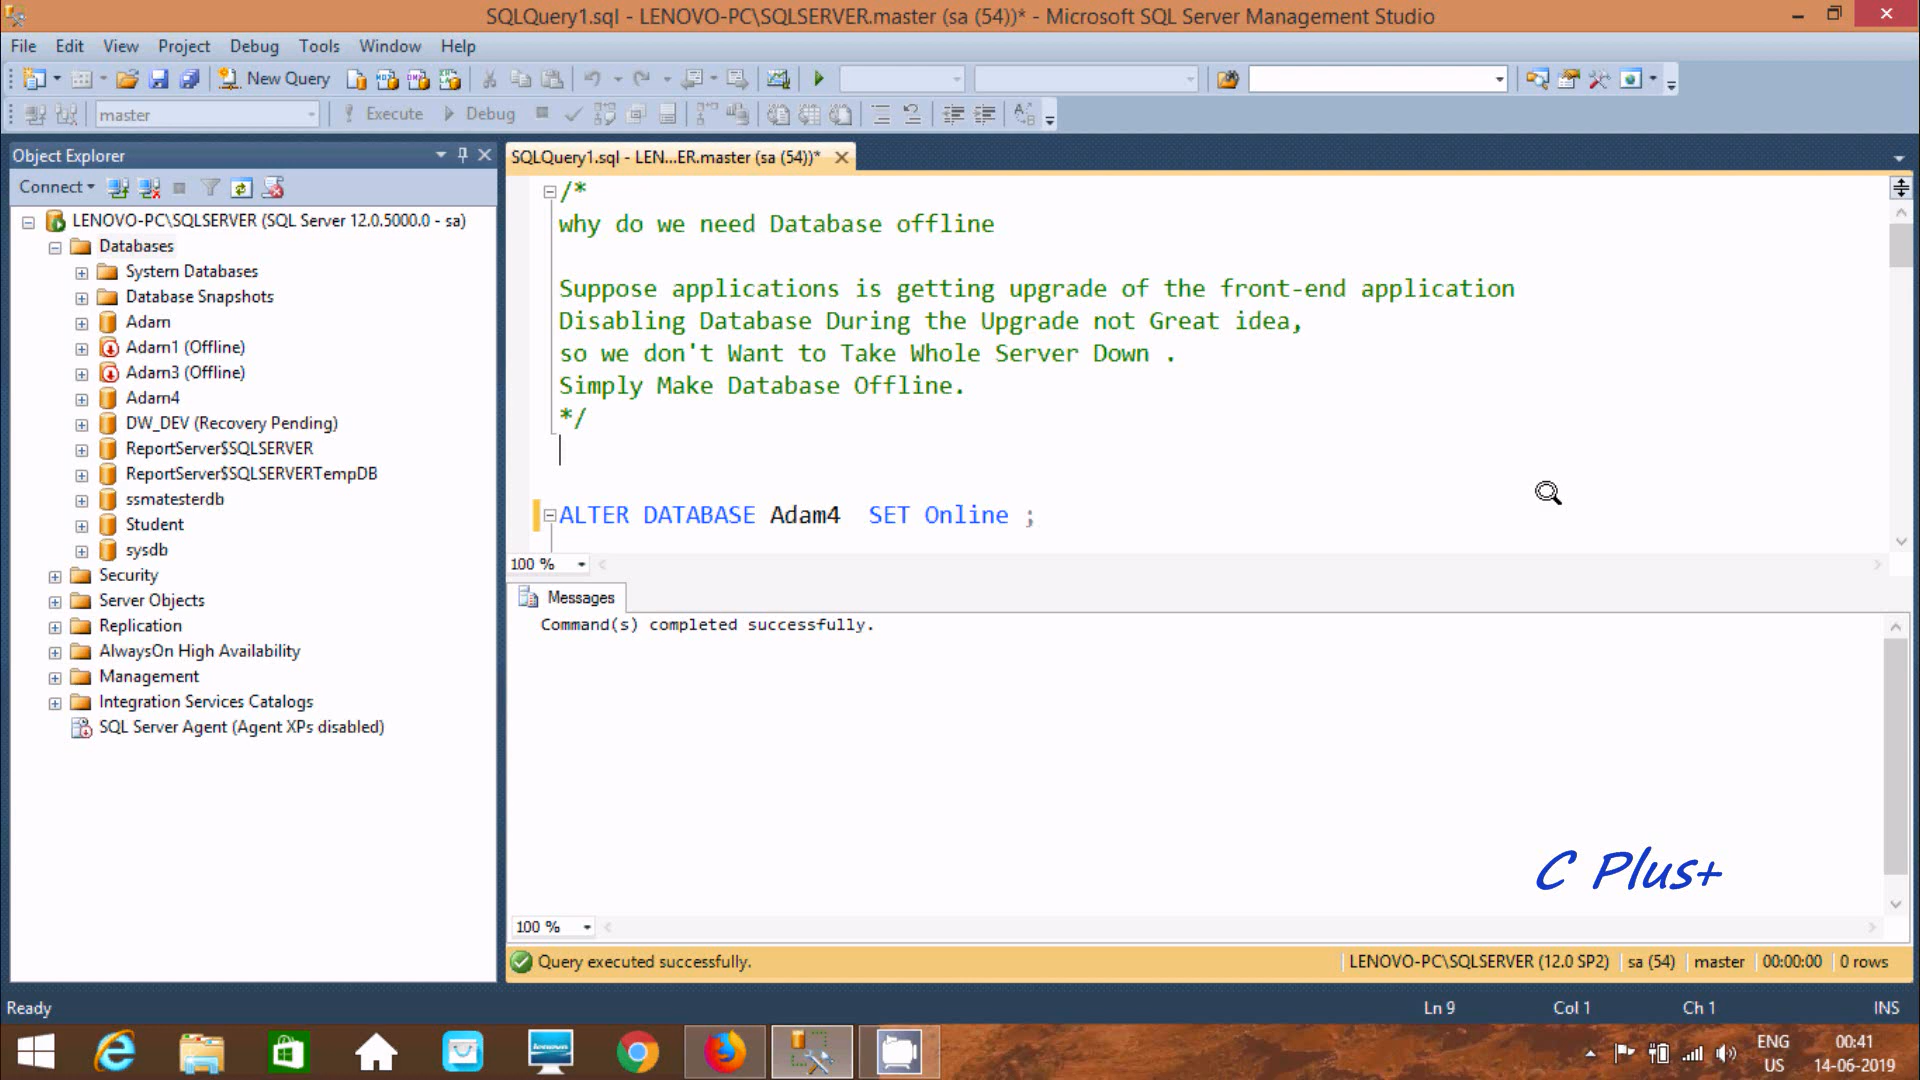 SQLQuery1.sql - LENOVO-PC\SQLSERVER.master (sa (54))* - Microsoft SQL Server Management Studio
File Edit View Project Debug Tools Window Help
New Query
master Execute Debug
Object Explorer
Connect
LENOVO-PC\SQLSERVER (SQL Server 12.0.5000.0 - sa)
Databases
System Databases
Database Snapshots
Adam
Adam1 (Offline)
Adam3 (Offline)
Adam4
DW_DEV (Recovery Pending)
ReportServer$SQLSERVER
ReportServer$SQLSERVERTempDB
ssmatesterdb
Student
sysdb
Security
Server Objects
Replication
AlwaysOn High Availability
Management
Integration Services Catalogs
SQL Server Agent (Agent XPs disabled)
SQLQuery1.sql - LEN...ER.master (sa (54))*
/*
why do we need Database offline
Suppose applications is getting upgrade of the front-end application
Disabling Database During the Upgrade not Great idea,
so we don't Want to Take Whole Server Down .
Simply Make Database Offline.
*/
ALTER DATABASE Adam4  SET Online ;
100 %
Messages
Command(s) completed successfully.
C Plus+
100 %
Query executed successfully. LENOVO-PC\SQLSERVER (12.0 SP2) sa (54) master 00:00:00 0 rows
Ready Ln 9 Col 1 Ch 1 INS
lenovo
ENG 00:41
US 14-06-2019